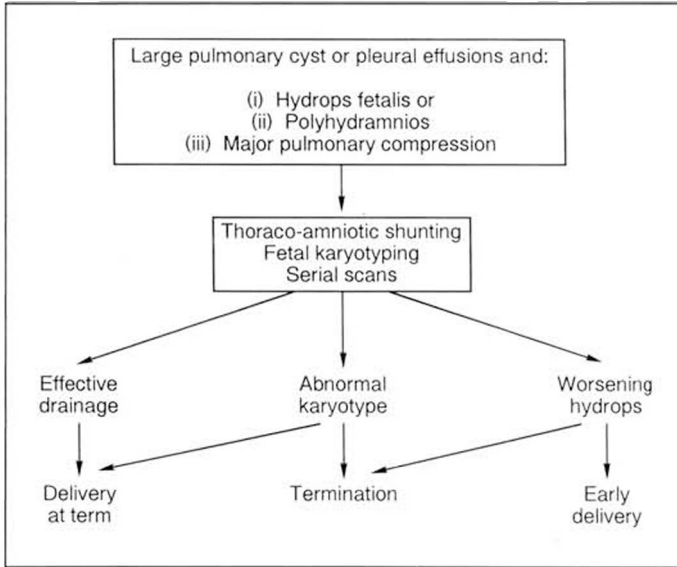 Large pulmonary cyst or pleural effusions and:
(i) Hydrops fetalis or
(ii) Polyhydramnios
(iii) Major pulmonary compression
Thoraco-amniotic shunting
Fetal karyotyping
Serial scans
Effective
drainage
Abnormal
karyotype
Worsening
hydrops
Delivery
at term
Termination
Early
delivery